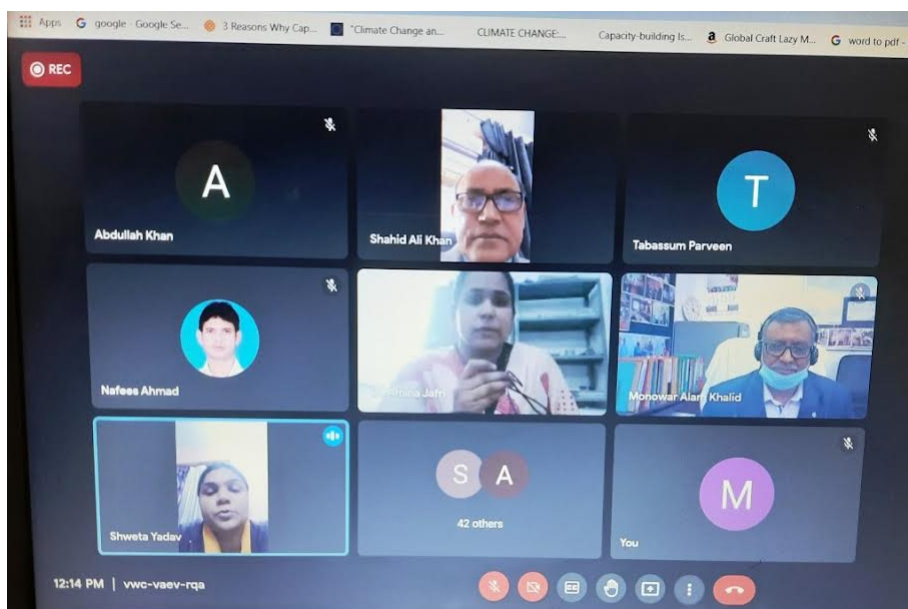 Apps
google - Google Se...
3 Reasons Why Cap...
"Climate Change an...
CLIMATE CHANGE:...
Capacity-building Is...
a
Global Craft Lazy M...
G word to pdf -
REC
A
Abdullah Khan
Shahid Ali Khan
T
Tabassum Parveen
Nafees Ahmad
Amina Jafri
Monowar Alam Khalid
Shweta Yadav
S A
42 others
M
You
12:14 PM | vwc-vaev-rqa
CC